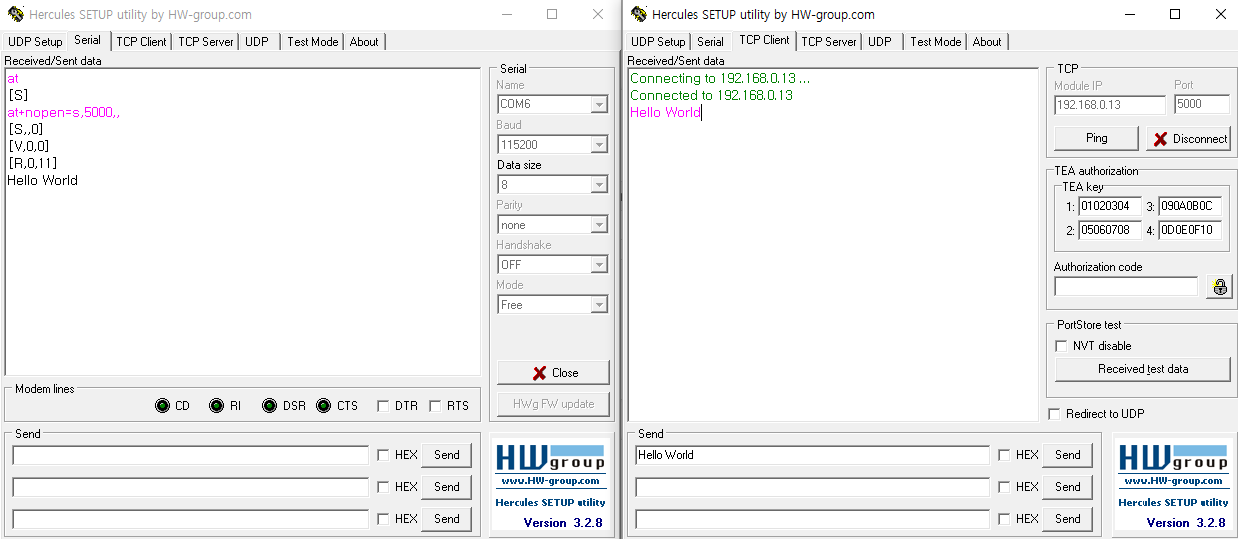 Hercules SETUP utility by HW-group.com
UDP Setup Serial TCP Client TCP Server UDP Test Mode About
Received/Sent data
at
[S]
at+nopen=s,5000,,
[S,,0]
[V,0,0]
[R,0,11]
Hello World
Serial
Name
COM6
Baud
115200
Data size
8
Parity
none
Handshake
OFF
Mode
Free
Close
HWg FW update
Modem lines
CD RI DSR CTS DTR RTS
Send
HEX Send
HEX Send
HEX Send
HW group
www.HW-group.com
Hercules SETUP utility
Version 3.2.8
Hercules SETUP utility by HW-group.com
UDP Setup Serial TCP Client TCP Server UDP Test Mode About
Received/Sent data
Connecting to 192.168.0.13 ...
Connected to 192.168.0.13
Hello World
TCP
Module IP Port
192.168.0.13 5000
Ping Disconnect
TEA authorization
TEA key
1: 01020304 3: 090A0B0C
2: 05060708 4: 0D0E0F10
Authorization code
PortStore test
NVT disable
Received test data
Redirect to UDP
Send
Hello World HEX Send
HEX Send
HEX Send
HW group
www.HW-group.com
Hercules SETUP utility
Version 3.2.8